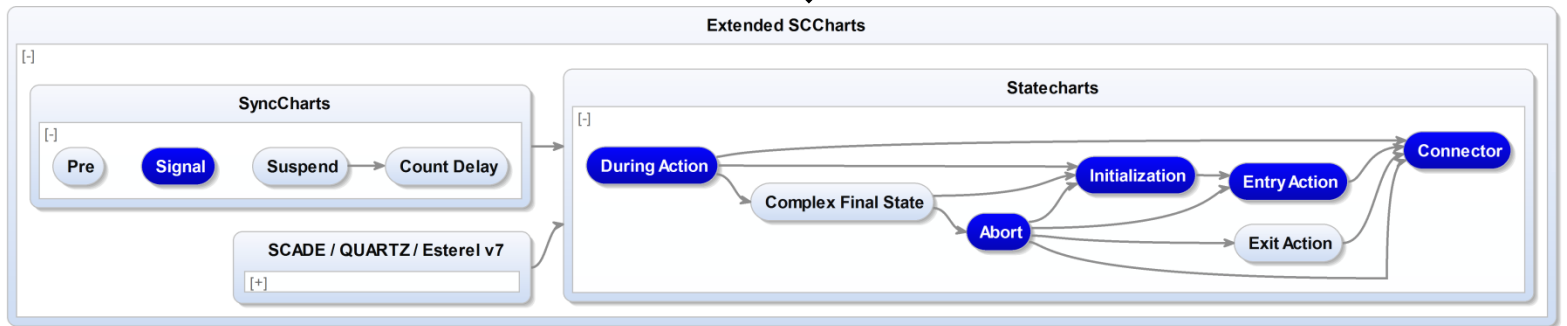 Extended SCCharts
[-]
SyncCharts
[-]
Pre
Signal
Suspend
Count Delay
SCADE / QUARTZ / Esterel v7
[+]
Statecharts
[-]
During Action
Complex Final State
Abort
Initialization
Entry Action
Exit Action
Connector